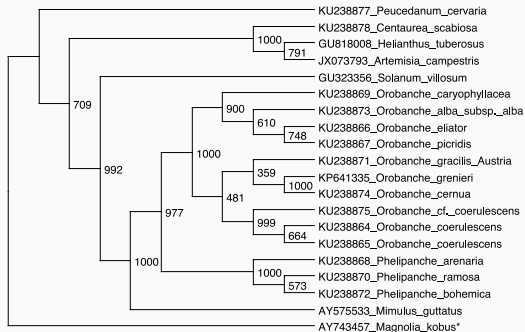 KU238877_Peucedanum_cervaria
KU238878_Centaurea_scabiosa
1000
GU818008_Helianthus_tuberosus
791
JX073793_Artemisia_campestris
GU323356_Solanum_villosum
709
KU238869_Orobanche_caryophyllacea
900
KU238873_Orobanche_alba_subsp._alba
610
KU238866_Orobanche_eliator
748
KU238867_Orobanche_picridis
1000
KU238871_Orobanche_gracilis_Austria
992
359
KP641335_Orobanche_grenieri
1000
KU238874_Orobanche_cernua
481
KU238875_Orobanche_cf._coerulescens
977
999
KU238864_Orobanche_coerulescens
664
KU238865_Orobanche_coerulescens
1000
KU238868_Phelipanche_arenaria
1000
KU238870_Phelipanche_ramosa
573
KU238872_Phelipanche_bohemica
AY575533_Mimulus_guttatus
AY743457_Magnolia_kobus*